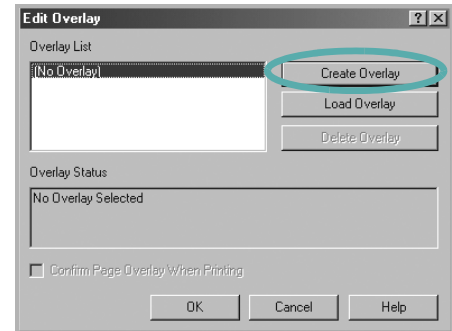 Edit Overlay
Overlay List
(No Overlay)
Create Overlay
Load Overlay
Delete Overlay
Overlay Status
No Overlay Selected
Confirm Page Overlay When Printing
OK Cancel Help